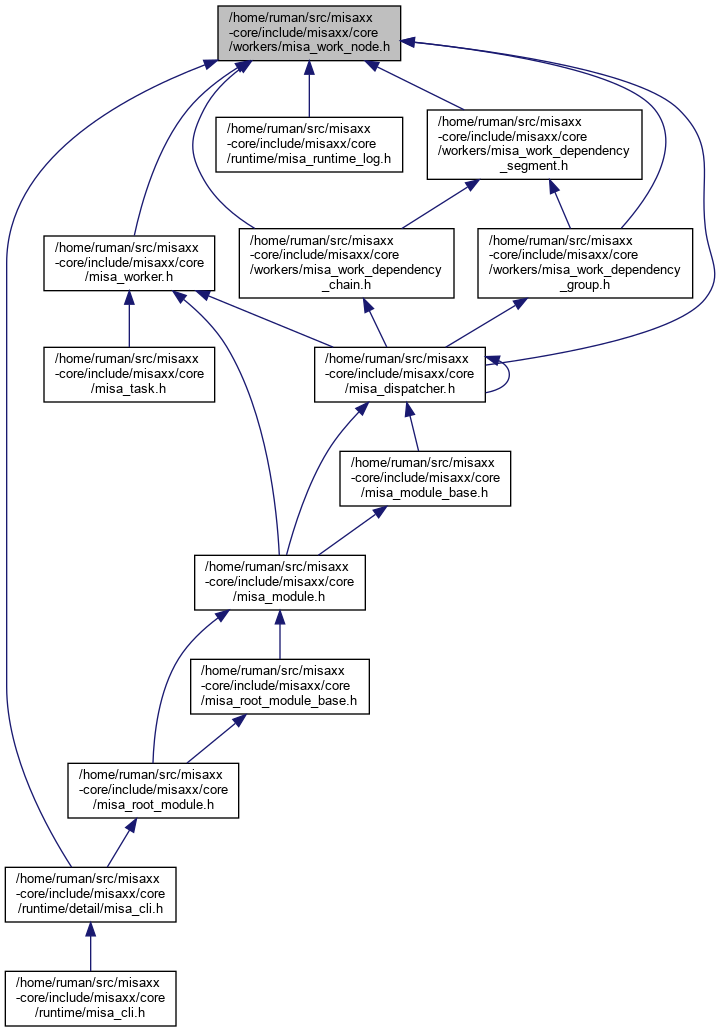 /home/ruman/src/misaxx
-core/include/misaxx/core
/workers/misa_work_node.h
/home/ruman/src/misaxx
-core/include/misaxx/core
/runtime/misa_runtime_log.h
/home/ruman/src/misaxx
-core/include/misaxx/core
/workers/misa_work_dependency
_segment.h
/home/ruman/src/misaxx
-core/include/misaxx/core
/misa_worker.h
/home/ruman/src/misaxx
-core/include/misaxx/core
/workers/misa_work_dependency
_chain.h
/home/ruman/src/misaxx
-core/include/misaxx/core
/workers/misa_work_dependency
_group.h
/home/ruman/src/misaxx
-core/include/misaxx/core
/misa_task.h
/home/ruman/src/misaxx
-core/include/misaxx/core
/misa_dispatcher.h
/home/ruman/src/misaxx
-core/include/misaxx/core
/misa_module_base.h
/home/ruman/src/misaxx
-core/include/misaxx/core
/misa_module.h
/home/ruman/src/misaxx
-core/include/misaxx/core
/misa_root_module_base.h
/home/ruman/src/misaxx
-core/include/misaxx/core
/misa_root_module.h
/home/ruman/src/misaxx
-core/include/misaxx/core
/runtime/detail/misa_cli.h
/home/ruman/src/misaxx
-core/include/misaxx/core
/runtime/misa_cli.h